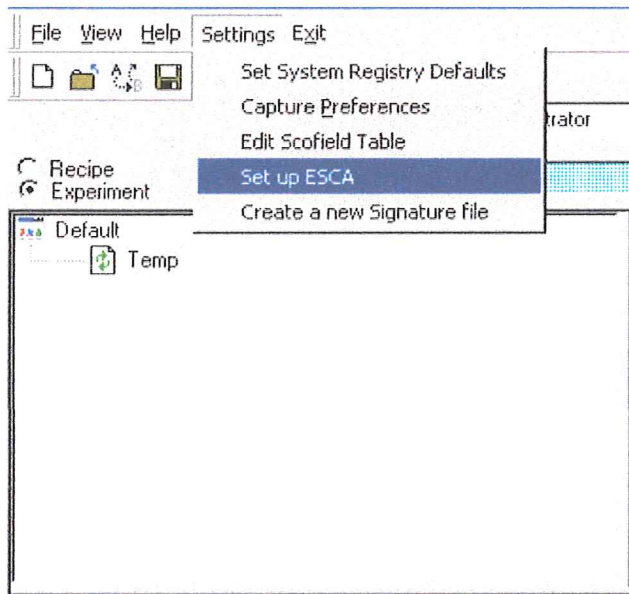 File View Help Settings Exit
Set System Registry Defaults
Capture Preferences
trator
Edit Scofield Table
Recipe
Set up ESCA
Experiment
Create a new Signature file
Default
Temp